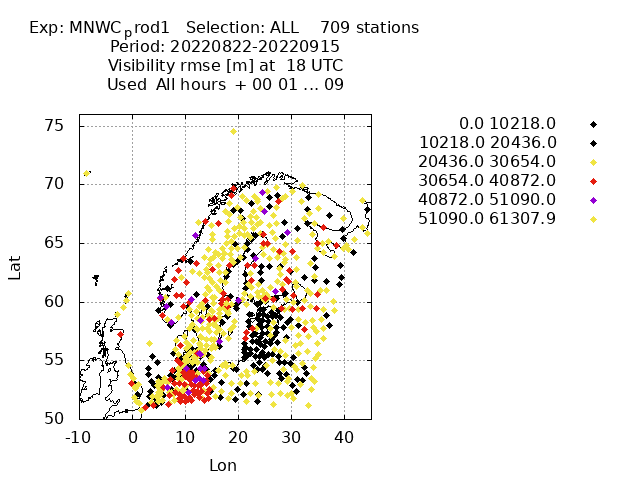 Exp: MNWCprod1   Selection: ALL    709 stations
Period: 20220822-20220915
Visibility rmse [m] at  18 UTC
Used  All hours  + 00 01 ... 09
0.0 10218.0
10218.0 20436.0
20436.0 30654.0
30654.0 40872.0
40872.0 51090.0
51090.0 61307.9
75
70
65
60
55
50
Lat
-10 0 10 20 30 40
Lon